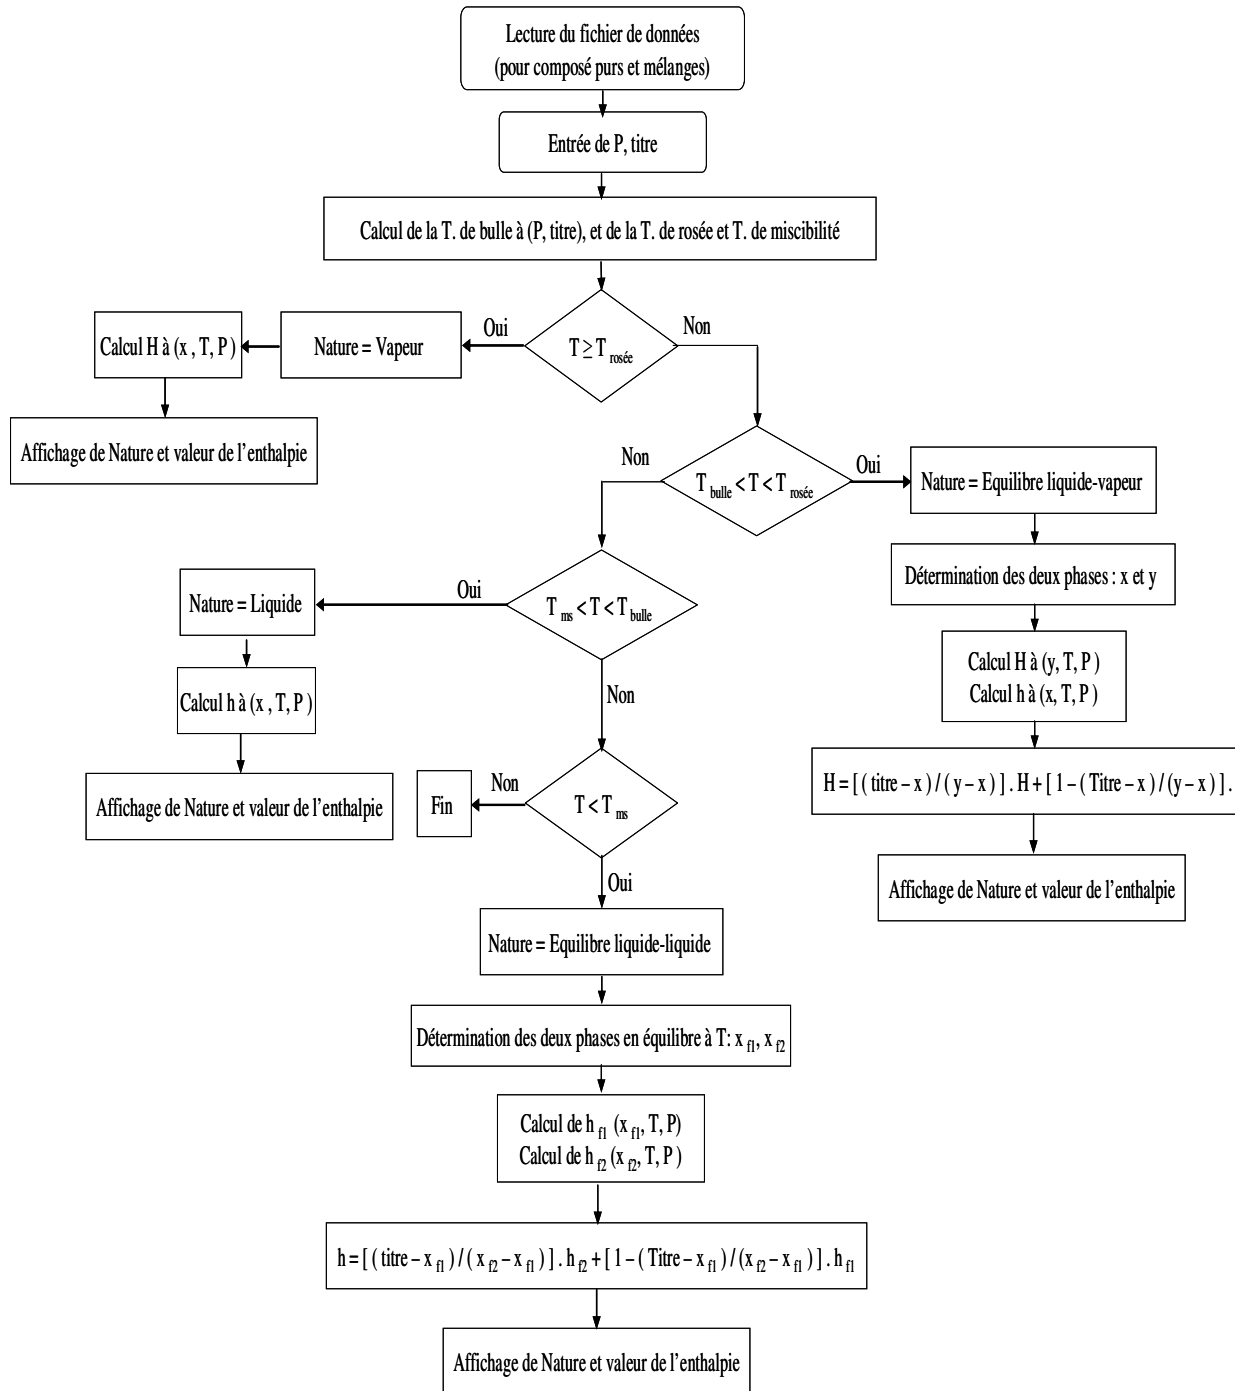 Lecture du fichier de données
(pour composé purs et mélanges)
Entrée de P, titre
Calcul de la T. de bulle à (P, titre), et de la T. de rosée et T. de miscibilité
T ≥ T rosée
Oui
Non
Nature = Vapeur
Calcul H à (x , T, P )
Affichage de Nature et valeur de l'enthalpie
T bulle < T < T rosée
Non
Oui
Nature = Equilibre liquide-vapeur
Détermination des deux phases : x et y
Calcul H à (y, T, P )
Calcul h à (x, T, P )
H = [ ( titre – x ) / ( y – x ) ] . H + [ 1 – ( Titre – x ) / (y – x ) ] .
Affichage de Nature et valeur de l'enthalpie
T ms < T < T bulle
Oui
Non
Nature = Liquide
Calcul h à (x , T, P )
Affichage de Nature et valeur de l'enthalpie
T < T ms
Non
Fin
Oui
Nature = Equilibre liquide-liquide
Détermination des deux phases en équilibre à T: x f1, x f2
Calcul de h f1 (x f1, T, P)
Calcul de h f2 (x f2, T, P )
h = [ ( titre – x f1 ) / ( x f2 – x f1 ) ] . h f2 + [ 1 – ( Titre – x f1 ) / (x f2 – x f1 ) ] . h f1
Affichage de Nature et valeur de l'enthalpie